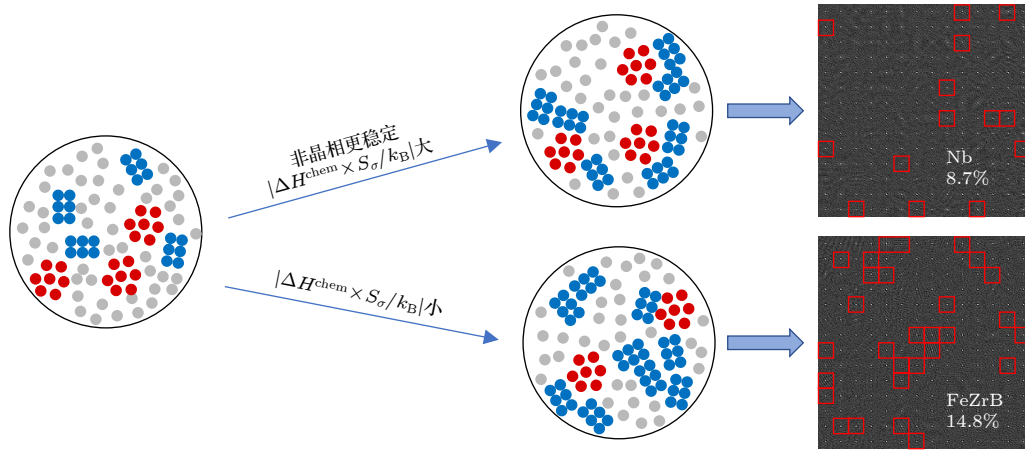 非晶相更稳定
|ΔH^chem × S_σ/k_B|大
|ΔH^chem × S_σ/k_B|小
Nb
8.7%
FeZrB
14.8%